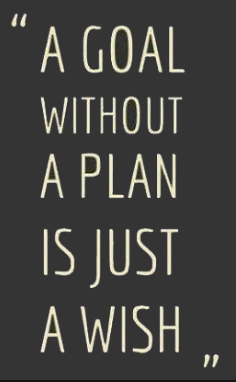 “ A GOAL
WITHOUT
A PLAN
IS JUST
A WISH ”